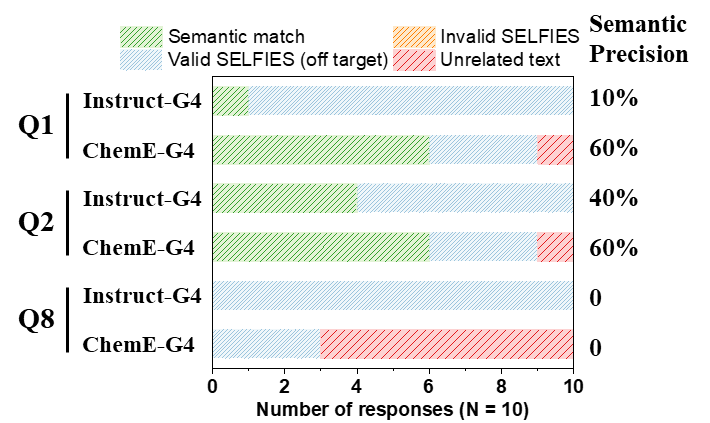 Semantic match
Invalid SELFIES
Semantic
Precision
Valid SELFIES (off target)
Unrelated text
Q1
Instruct-G4
10%
ChemE-G4
60%
Q2
Instruct-G4
40%
ChemE-G4
60%
Q8
Instruct-G4
0
ChemE-G4
0
0 2 4 6 8 10
Number of responses (N = 10)